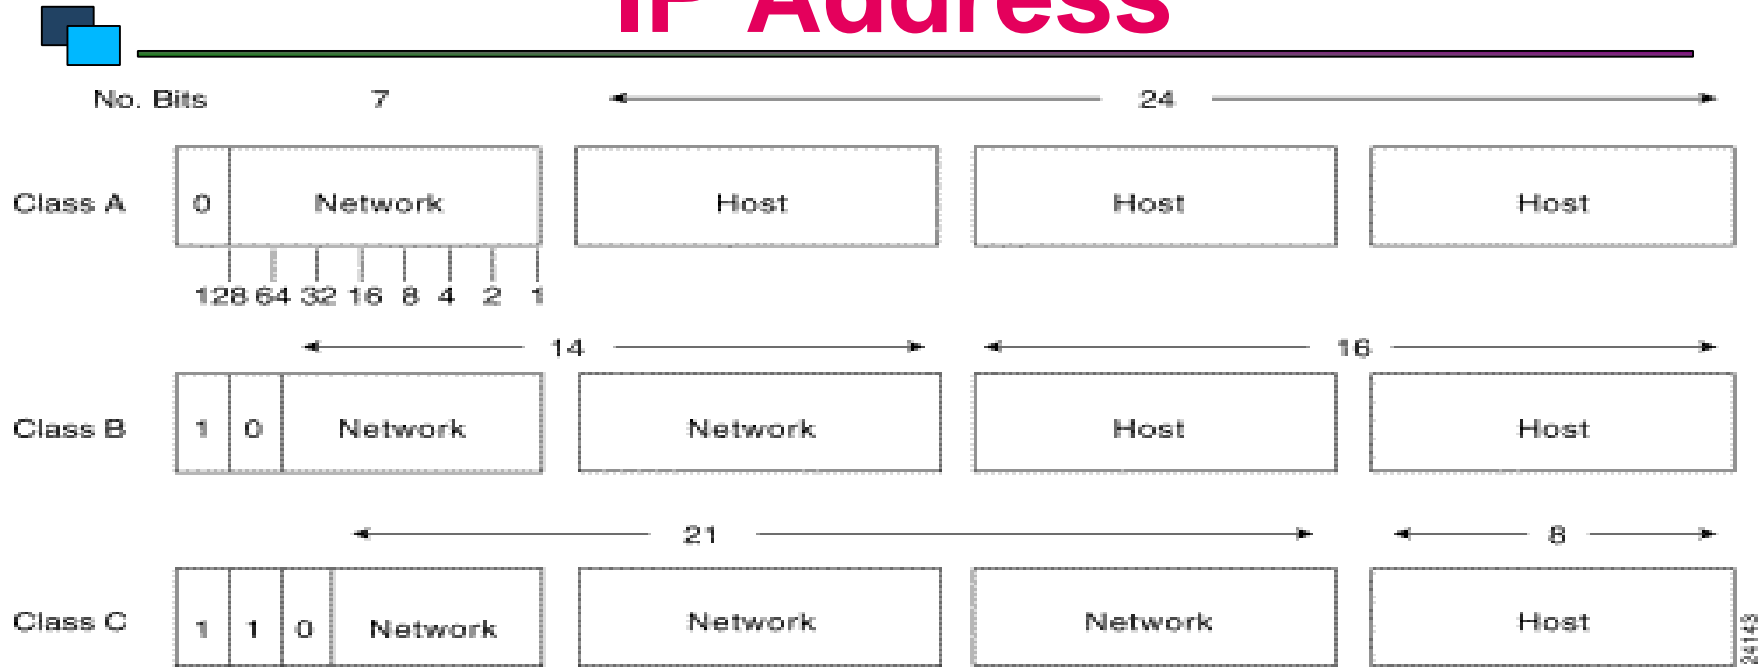 IP Address
No. Bits 7 24
Class A 0 Network Host Host Host
128 64 32 16 8 4 2 1
14 16
Class B 1 0 Network Network Host Host
21 8
Class C 1 1 0 Network Network Network Host
24143